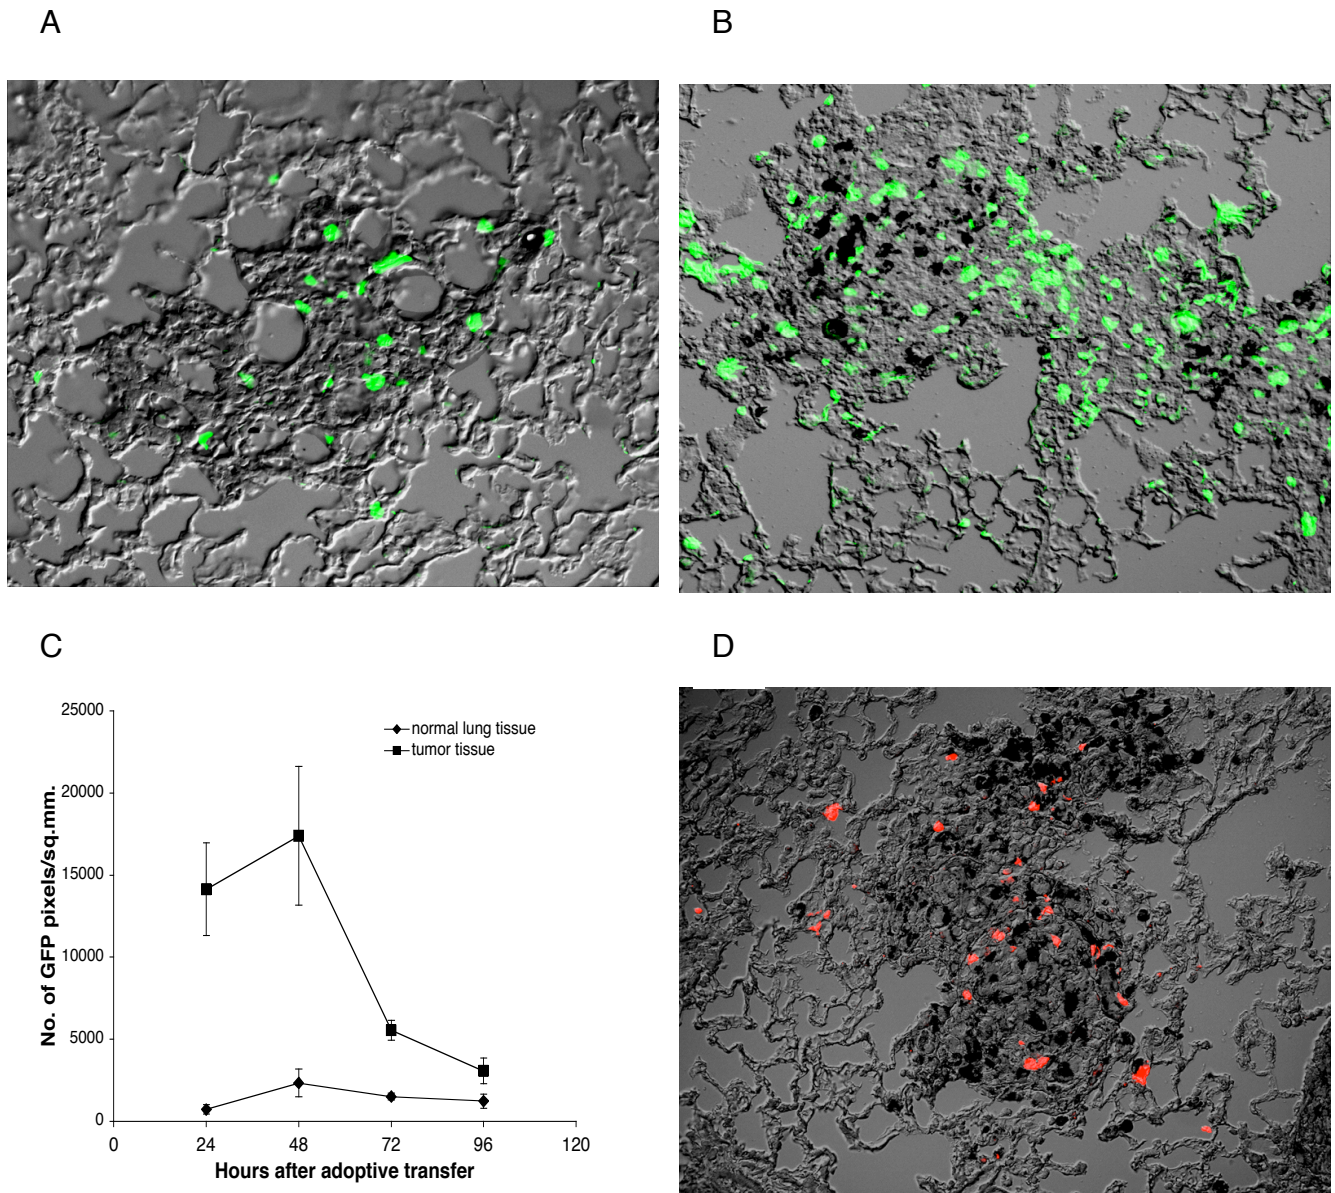 A
B
C
D
No. of GFP pixels/sq.mm.
25000
20000
15000
10000
5000
0
normal lung tissue
tumor tissue
0 24 48 72 96 120
Hours after adoptive transfer